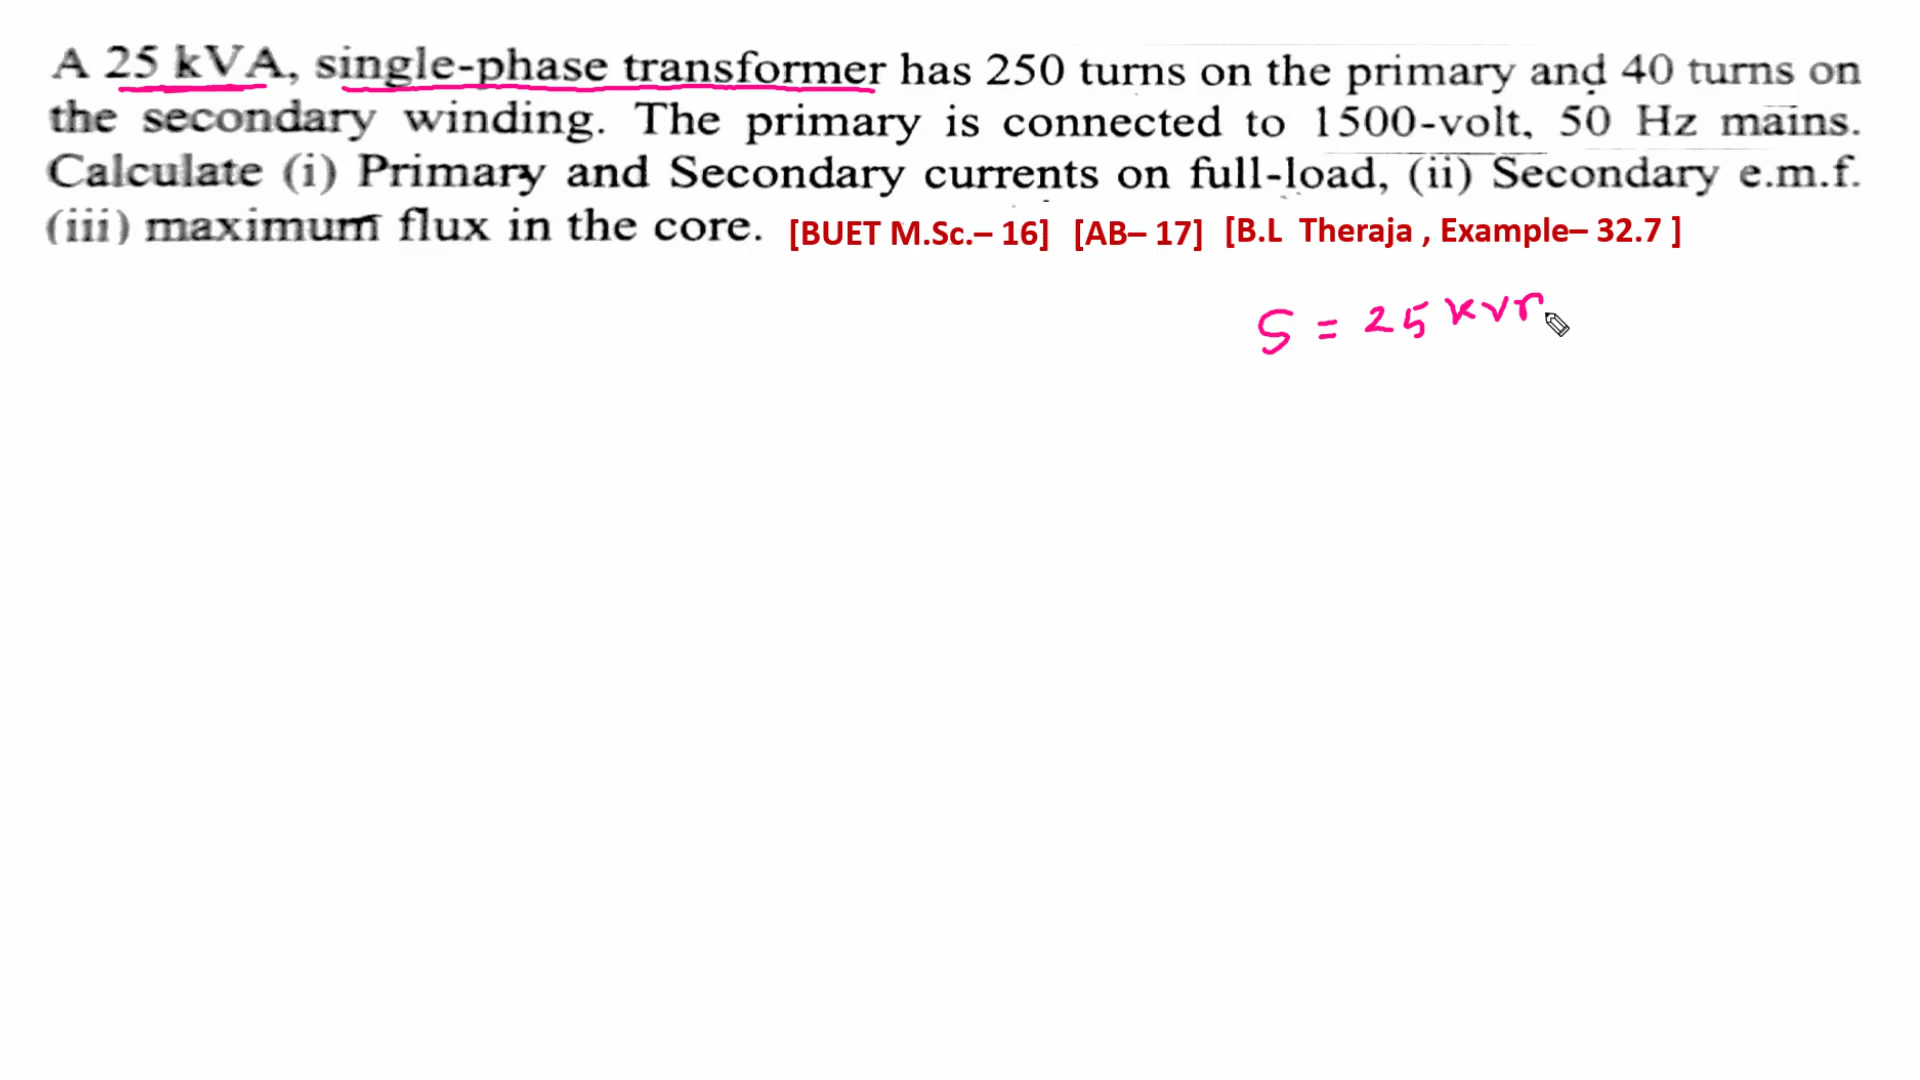 A 25 kVA, single-phase transformer has 250 turns on the primary and 40 turns on
the secondary winding. The primary is connected to 1500-volt, 50 Hz mains.
Calculate (i) Primary and Secondary currents on full-load, (ii) Secondary e.m.f.
(iii) maximum flux in the core. [BUET M.Sc.– 16] [AB– 17] [B.L Theraja , Example– 32.7 ]
S = 25 kv